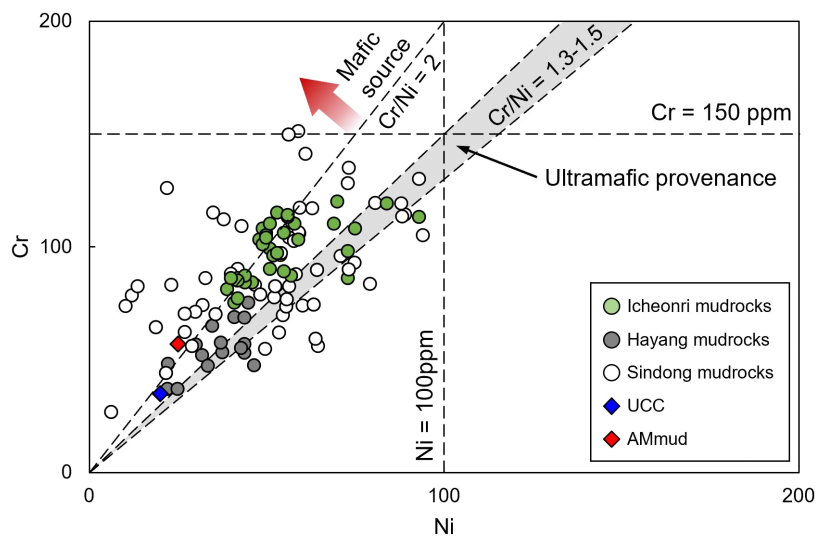 200
Mafic
source
Cr/Ni = 2
Cr/Ni = 1.3-1.5
Cr = 150 ppm
Ultramafic provenance
Cr
100
Icheonri mudrocks
Hayang mudrocks
Sindong mudrocks
UCC
AMmud
Ni = 100ppm
0
0
100
200
Ni